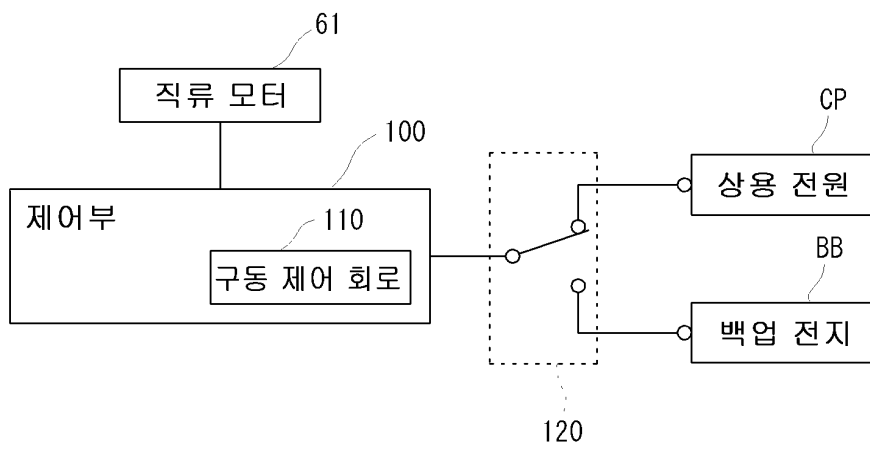 61
직류 모터
100
CP
상용 전원
제어부
110
구동 제어 회로
BB
백업 전지
120